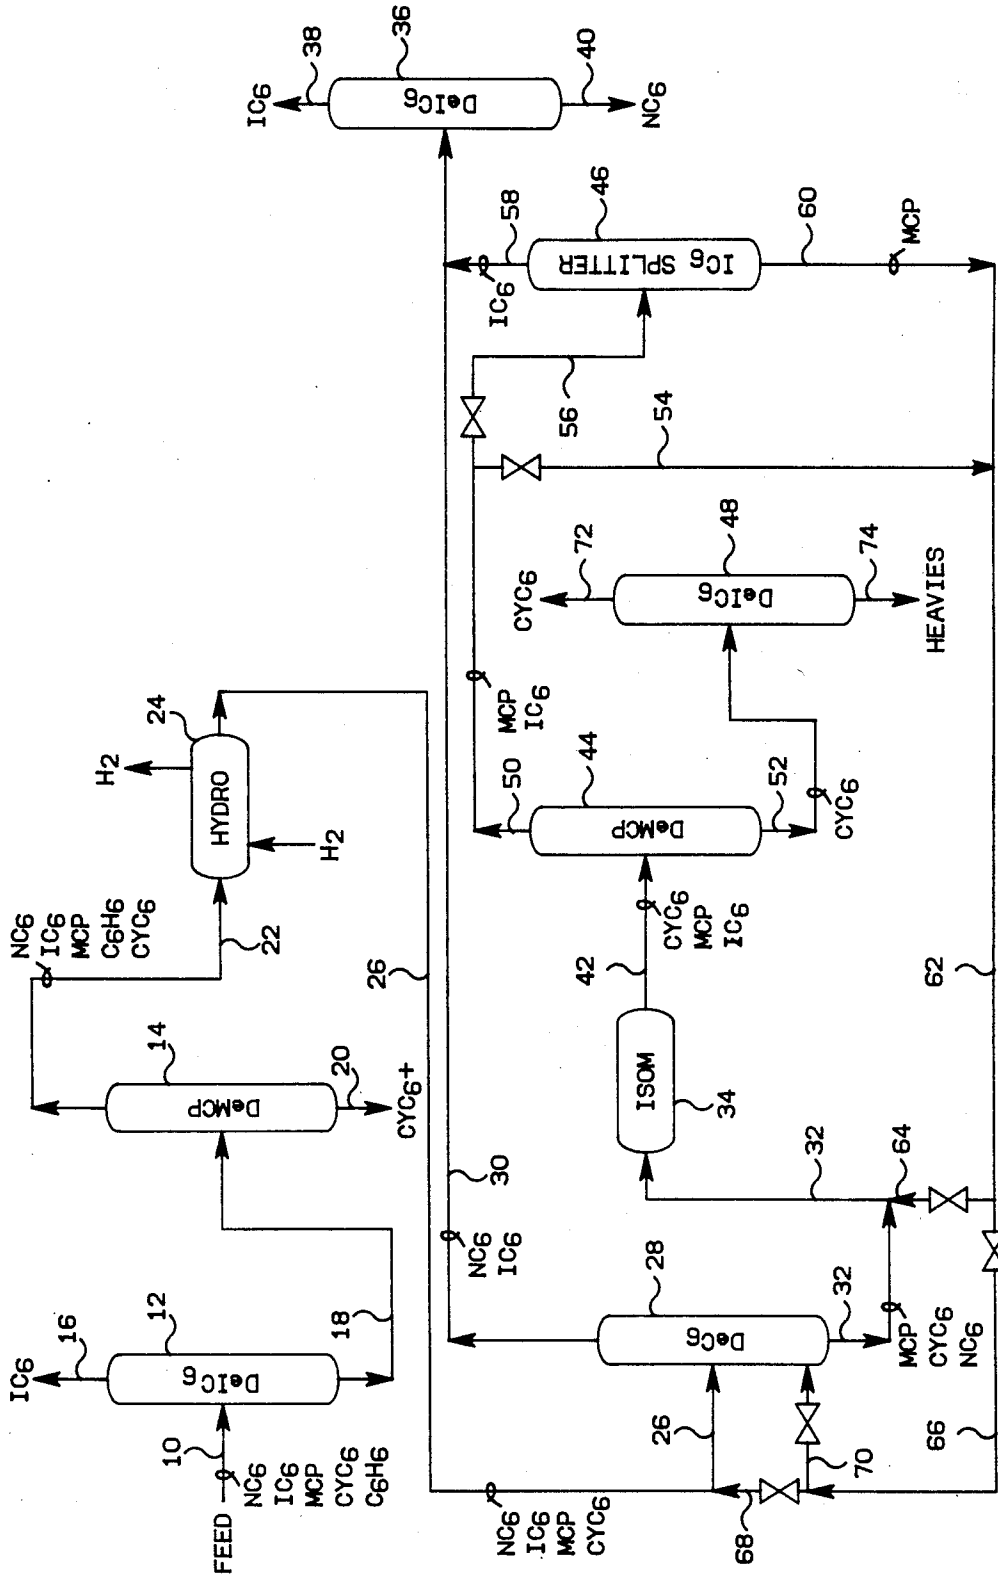 FEED
10
NC6
IC6
MCP
CYC6
C6H6
IC6
16
12
DeIC6
18
14
DeMCP
20
CYC6+
NC6
IC6
MCP
C6H6
CYC6
22
H2
24
HYDRO
H2
26
NC6
IC6
MCP
CYC6
26
68
70
66
DeC6
28
32
MCP
CYC6
NC6
30
NC6
IC6
32
64
62
ISOM
34
42
CYC6
MCP
IC6
DeMCP
44
50
52
MCP
IC6
CYC6
CYC6
72
DeIC6
48
74
HEAVIES
54
56
IC6
58
IC6 SPLITTER
46
60
MCP
IC6
38
DeIC6
36
40
NC6